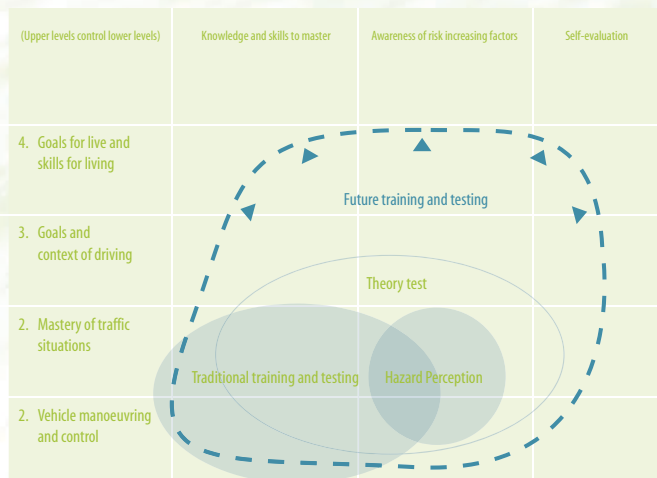 (Upper levels control lower levels)
Knowledge and skills to master
Awareness of risk increasing factors
Self-evaluation
4. Goals for live and
skills for living
Future training and testing
3. Goals and
context of driving
Theory test
2. Mastery of traffic
situations
Traditional training and testing
Hazard Perception
2. Vehicle manoeuvring
and control